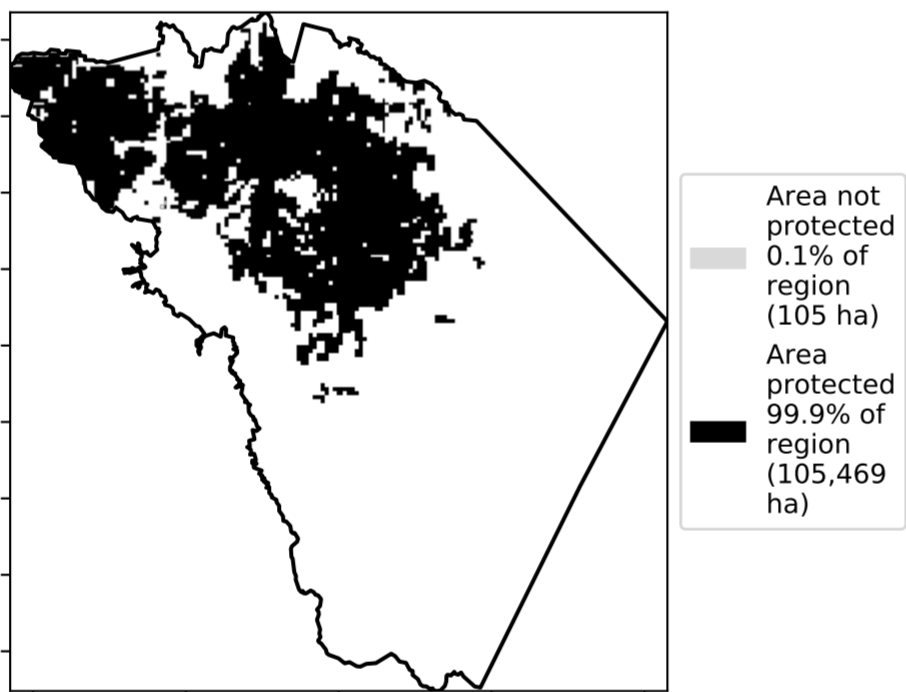 Area not
protected
0.1% of
region
(105 ha)
Area
protected
99.9% of
region
(105,469
ha)